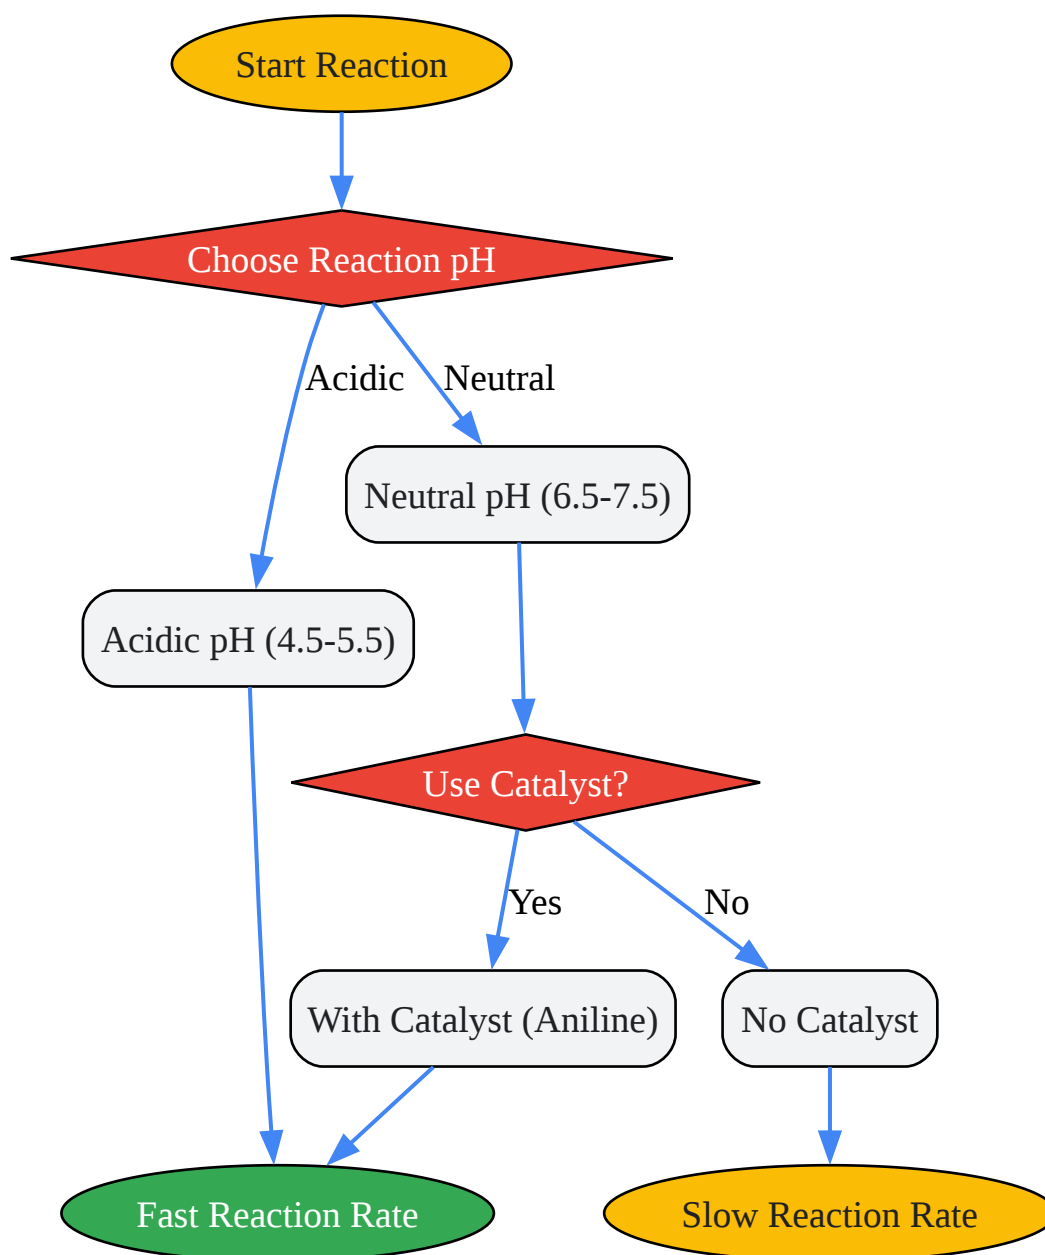 Start Reaction
Choose Reaction pH
Acidic
Neutral
Neutral pH (6.5-7.5)
Acidic pH (4.5-5.5)
Use Catalyst?
Yes
No
With Catalyst (Aniline)
No Catalyst
Fast Reaction Rate
Slow Reaction Rate